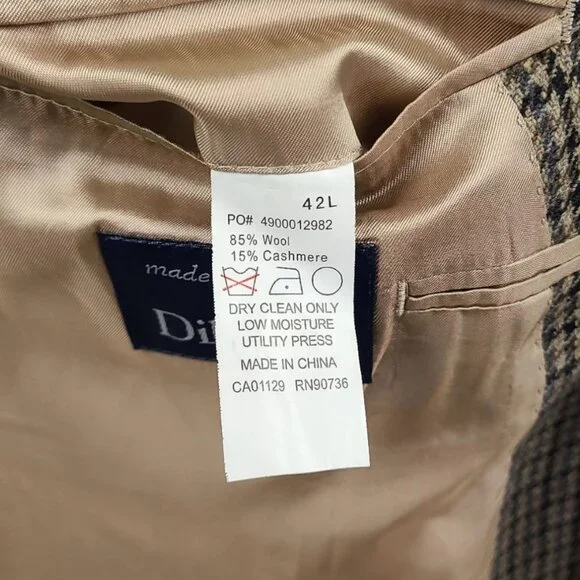 42L
PO# 4900012982
85% Wool
15% Cashmere
DRY CLEAN ONLY
LOW MOISTURE
UTILITY PRESS
MADE IN CHINA
CA01129 RN90736
made